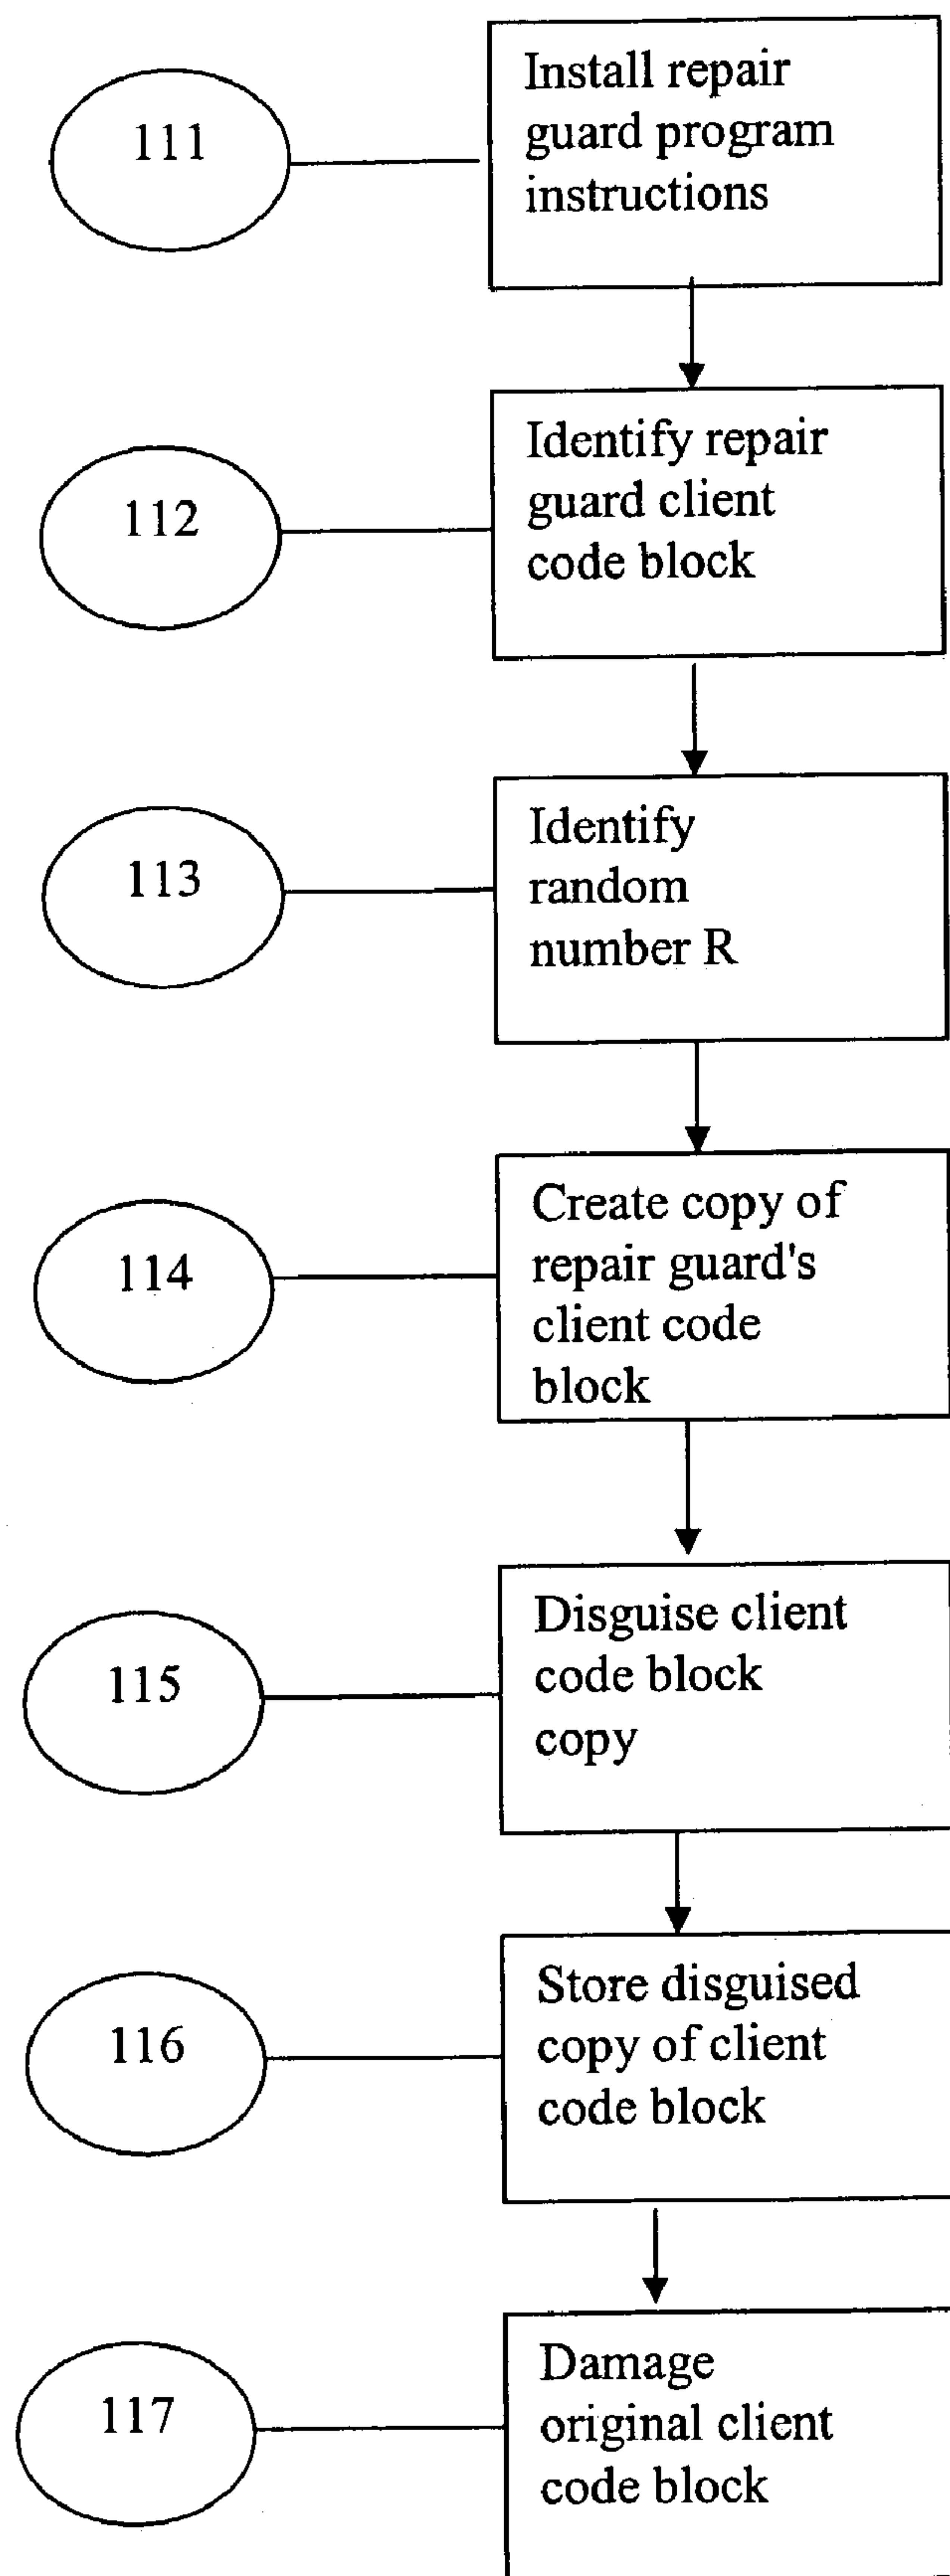 111
Install repair
guard program
instructions
112
Identify repair
guard client
code block
113
Identify
random
number R
114
Create copy of
repair guard's
client code
block
115
Disguise client
code block
copy
116
Store disguised
copy of client
code block
117
Damage
original client
code block